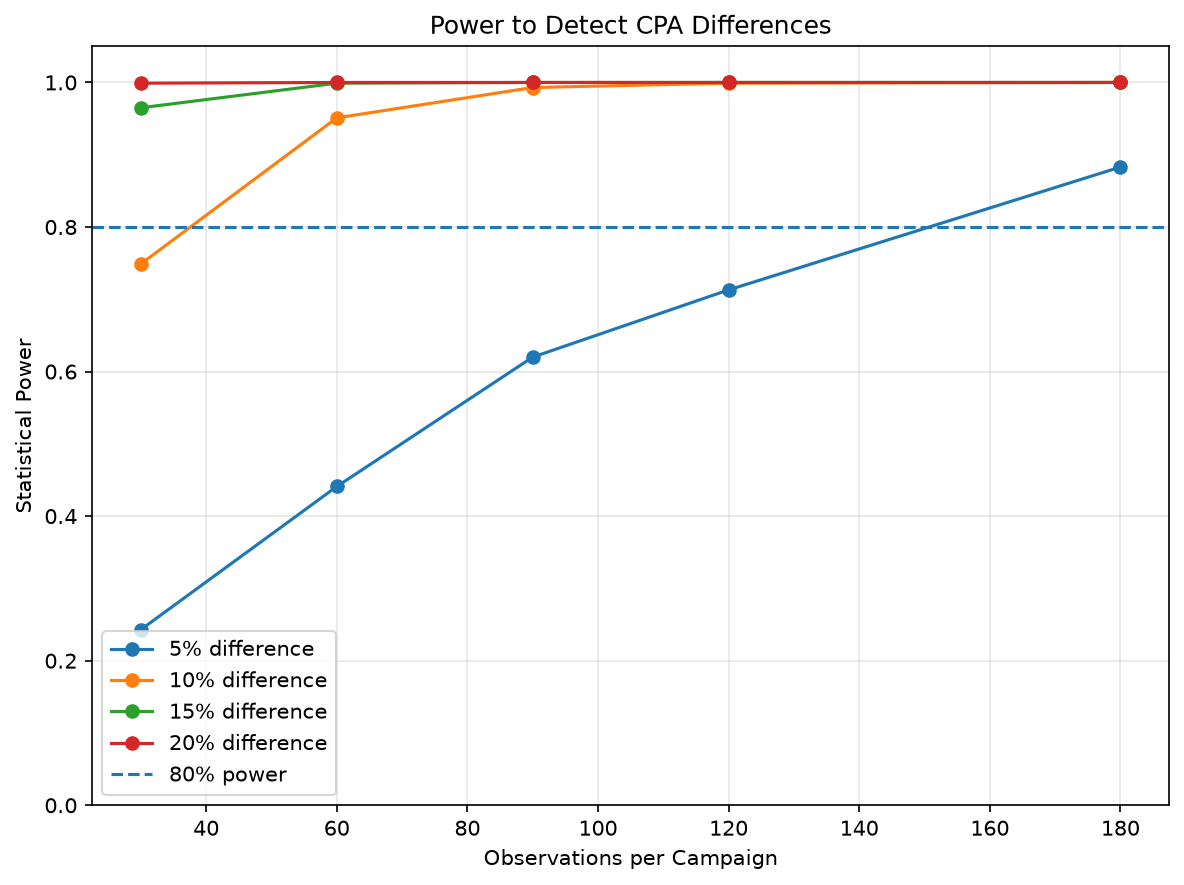 Power to Detect CPA Differences
1.0
0.8
0.6
0.4
0.2
0.0
Statistical Power
5% difference
10% difference
15% difference
20% difference
80% power
40
60
80
100
120
140
160
180
Observations per Campaign